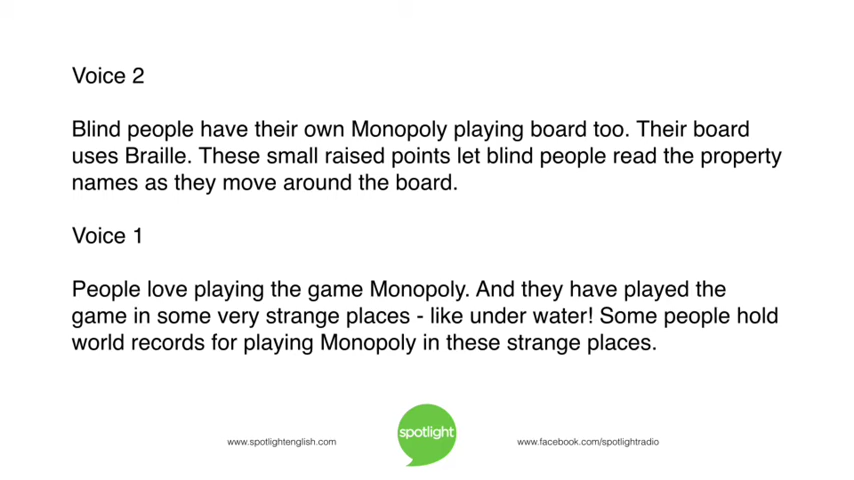 Voice 2
Blind people have their own Monopoly playing board too. Their board
uses Braille. These small raised points let blind people read the property
names as they move around the board.
Voice 1
People love playing the game Monopoly. And they have played the
game in some very strange places - like under water! Some people hold
world records for playing Monopoly in these strange places.
www.spotlightenglish.com
spotlight
www.facebook.com/spotlightradio